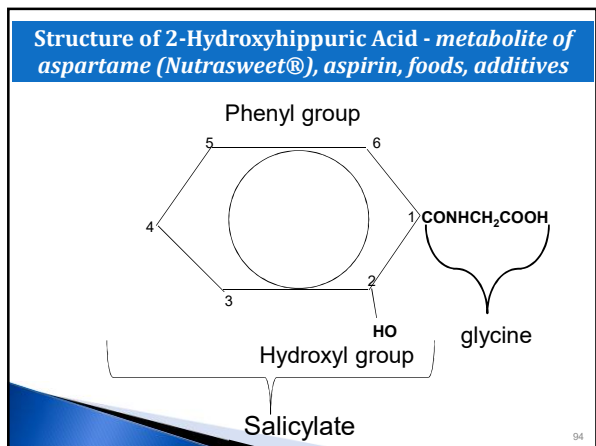 Structure of 2-Hydroxyhippuric Acid - metabolite of
aspartame (Nutrasweet®), aspirin, foods, additives
Phenyl group
5
6
4
1
CONHCH₂COOH
3
2
HO
glycine
Hydroxyl group
Salicylate
94